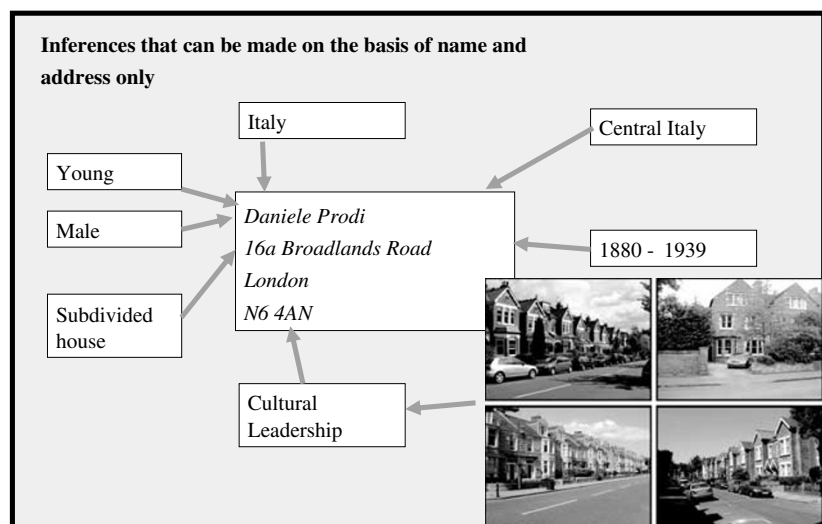 Inferences that can be made on the basis of name and
address only
Italy
Central Italy
Young
Male
Daniele Prodi
16a Broadlands Road
London
N6 4AN
1880 - 1939
Subdivided
house
Cultural
Leadership